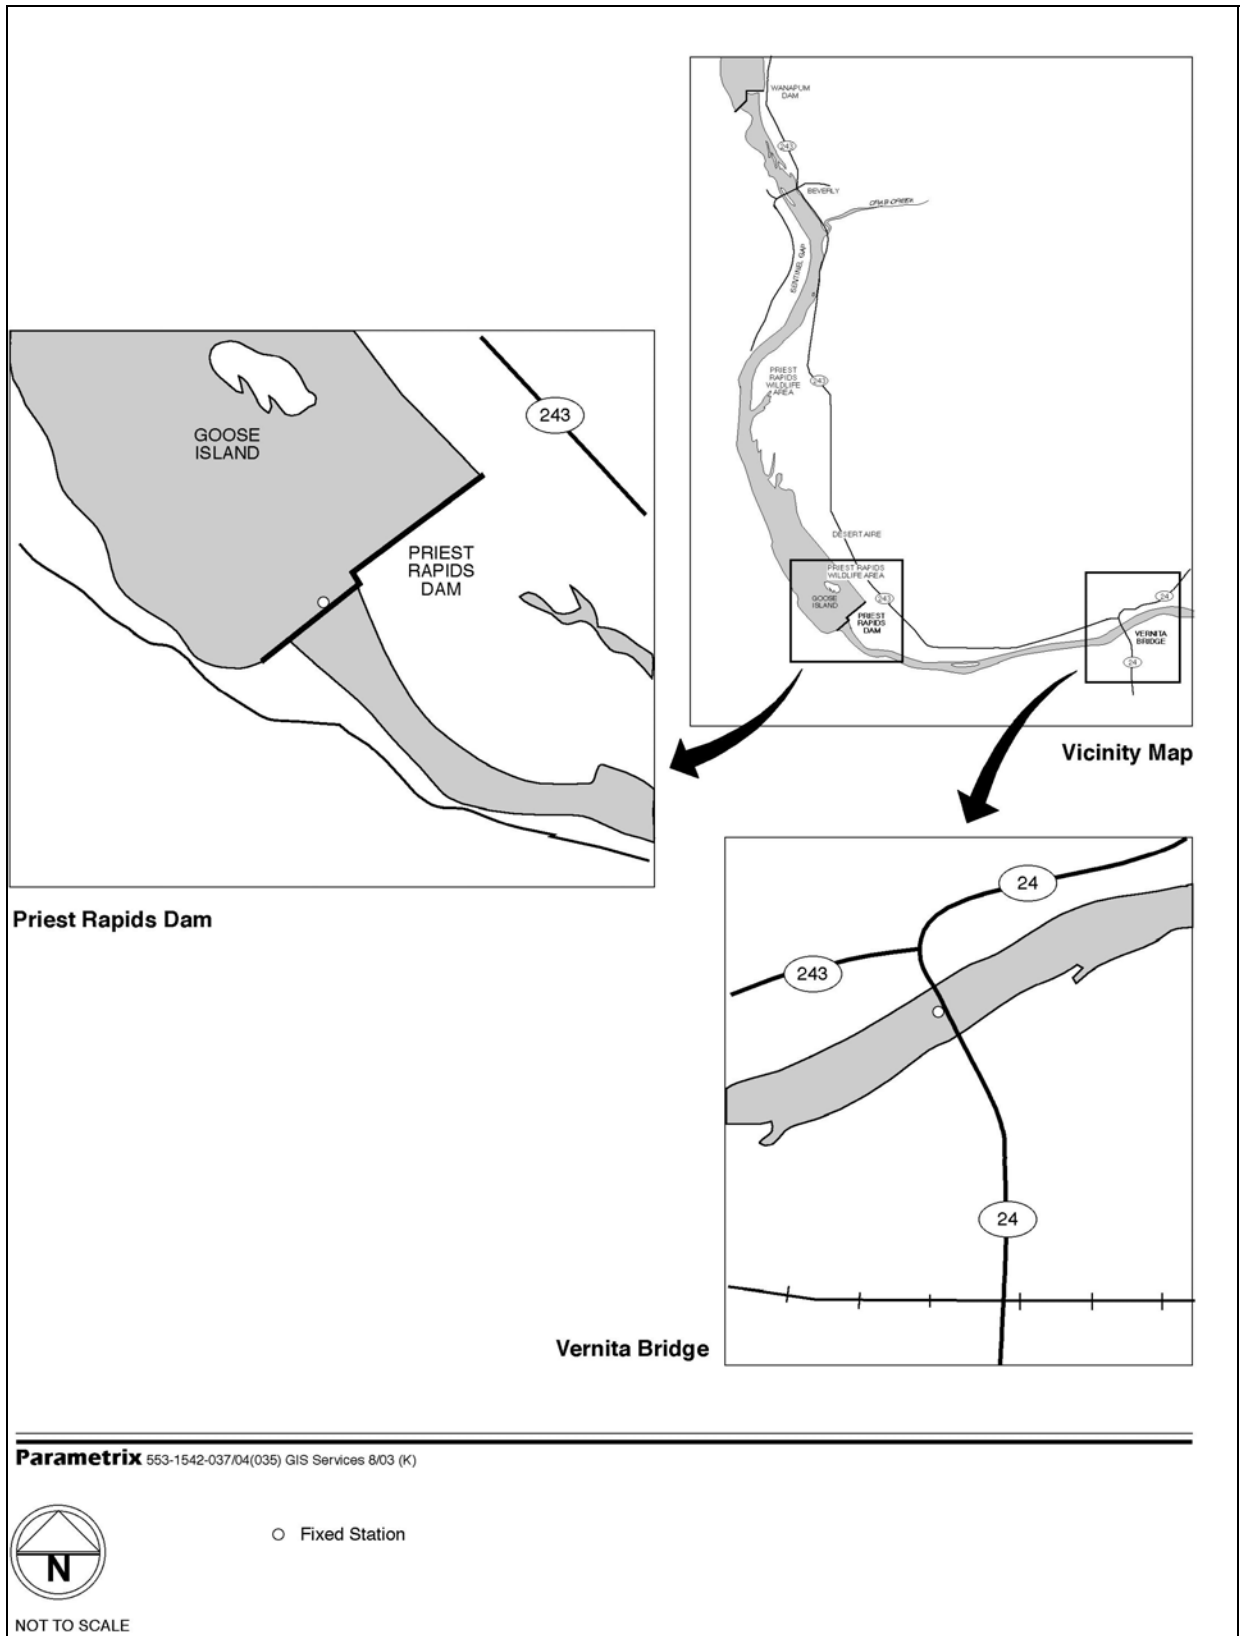 WANAPUM
DAM
243
BEVERLY
CRAB CREEK
SENTINEL GAP
PRIEST
RAPIDS
WILDLIFE
AREA
243
DESERT AIRE
PRIEST RAPIDS
WILDLIFE AREA
GOOSE
ISLAND
243
PRIEST
RAPIDS
DAM
24
VERNITA
BRIDGE
24
Vicinity Map
GOOSE
ISLAND
243
PRIEST
RAPIDS
DAM
Priest Rapids Dam
24
243
24
Vernita Bridge
Parametrix 553-1542-037/04(035) GIS Services 8/03 (K)
N
Fixed Station
NOT TO SCALE